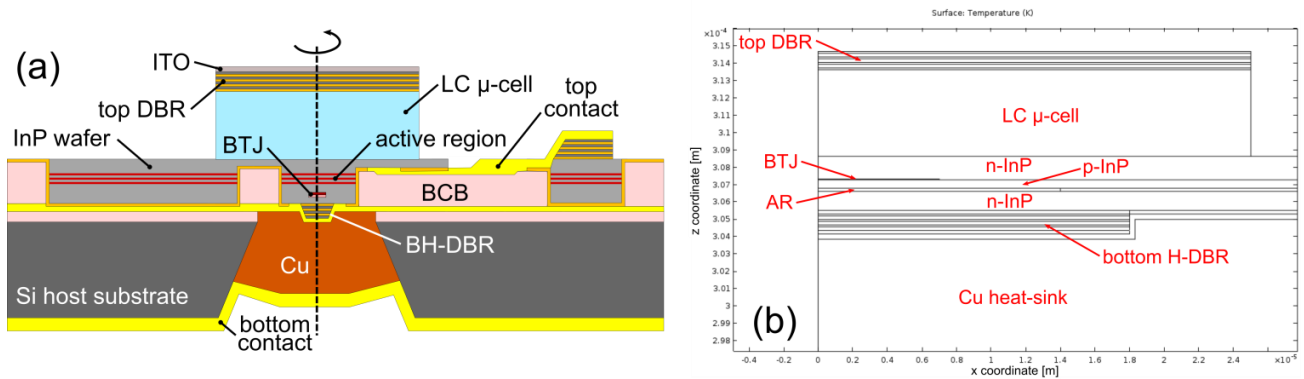 (a)
ITO
top DBR
InP wafer
BTJ
active region
LC μ-cell
top
contact
BCB
BH-DBR
Cu
Si host substrate
bottom
contact
Surface: Temperature (K)
×10⁻⁴
3.15
3.14
3.13
3.12
3.11
3.1
3.09
3.08
3.07
3.06
3.05
3.04
3.03
3.02
3.01
3
2.99
2.98
z coordinate [m]
top DBR
LC μ-cell
BTJ
n-InP
p-InP
AR
n-InP
bottom H-DBR
Cu heat-sink
(b)
-0.4 -0.2 0 0.2 0.4 0.6 0.8 1 1.2 1.4 1.6 1.8 2 2.2 2.4 ×10⁻⁵
x coordinate [m]